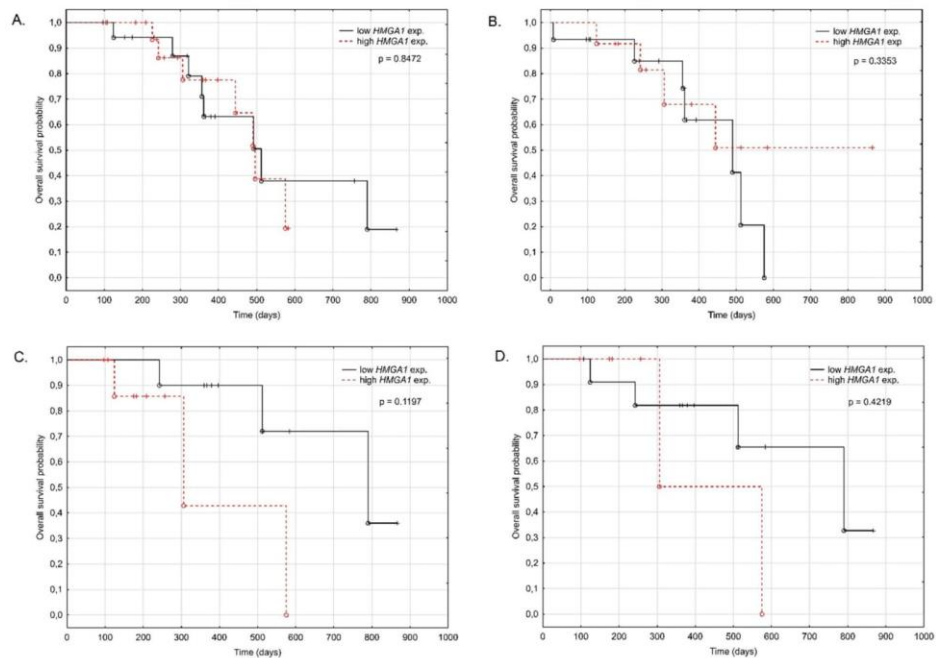 A.
1,0
0,9
0,8
0,7
0,6
0,5
0,4
0,3
0,2
0,1
0,0
Overall suirvival probability
low HMGA1 exp.
high HMGA1 exp.
p = 0.8472
0 100 200 300 400 500 600 700 800 900 1000
Time (days)
B.
1,0
0,9
0,8
0,7
0,6
0,5
0,4
0,3
0,2
0,1
0,0
Overall survival probability
low HMGA1 exp.
high HMGA1 exp
p = 0.3353
0 100 200 300 400 500 600 700 800 900 1000
Time (days)
C.
1,0
0,9
0,8
0,7
0,6
0,5
0,4
0,3
0,2
0,1
0,0
Overall survival probability
low HMGA1 exp.
high HMGA1 exp.
p = 0.1197
0 100 200 300 400 500 600 700 800 900 1000
Time (days)
D.
1,0
0,9
0,8
0,7
0,6
0,5
0,4
0,3
0,2
0,1
0,0
Overall survival probability
low HMGA1 exp.
high HMGA1 exp.
p = 0.4219
0 100 200 300 400 500 600 700 800 900 1000
Time (days)